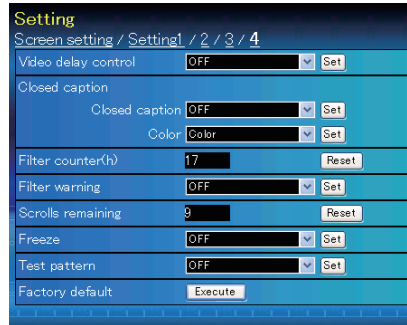 Setting
Screen setting / Setting1 / 2 / 3 / 4
Video delay control OFF Set
Closed caption
Closed caption OFF Set
Color Color Set
Filter counter(h) 17 Reset
Filter warning OFF Set
Scrolls remaining 9 Reset
Freeze OFF Set
Test pattern OFF Set
Factory default Execute